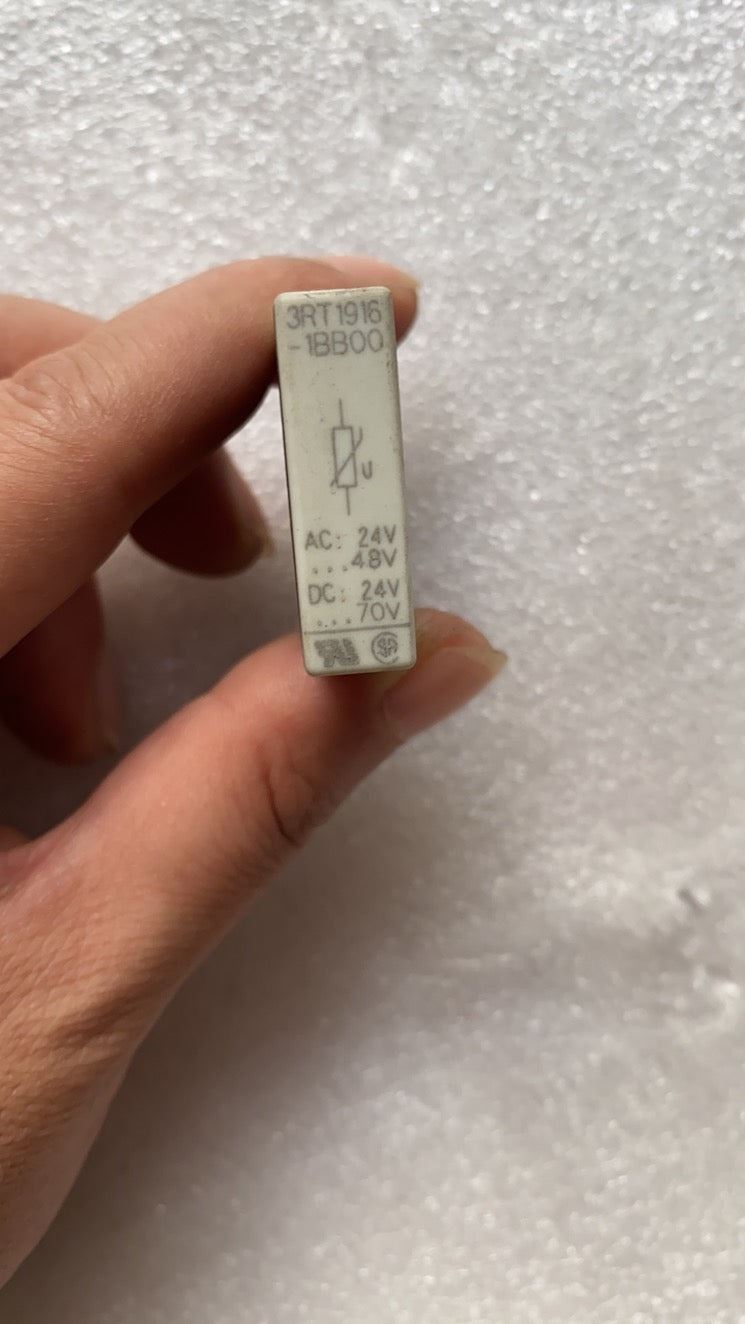 3RT1916
-1BB00
U
AC: 24V
...48V
DC: 24V
...70V